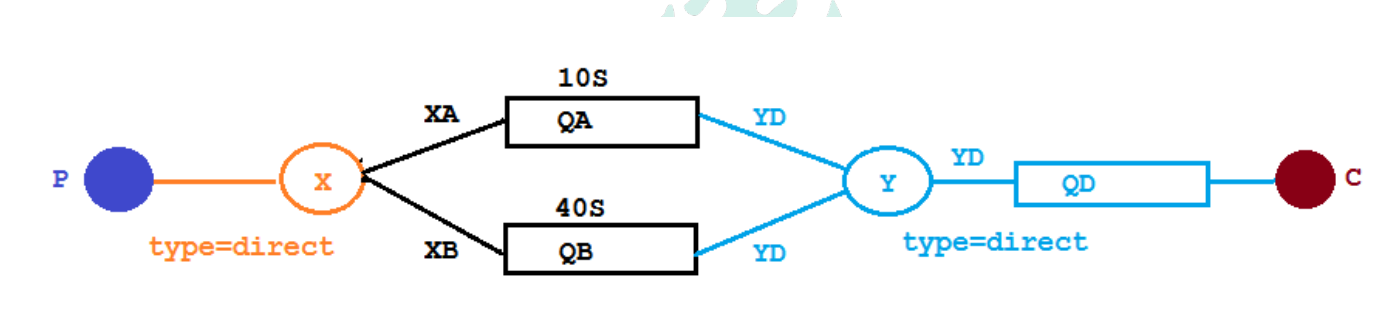 10S
XA
QA
YD
YD
P
X
Y
QD
C
40S
type=direct
XB
QB
YD
type=direct